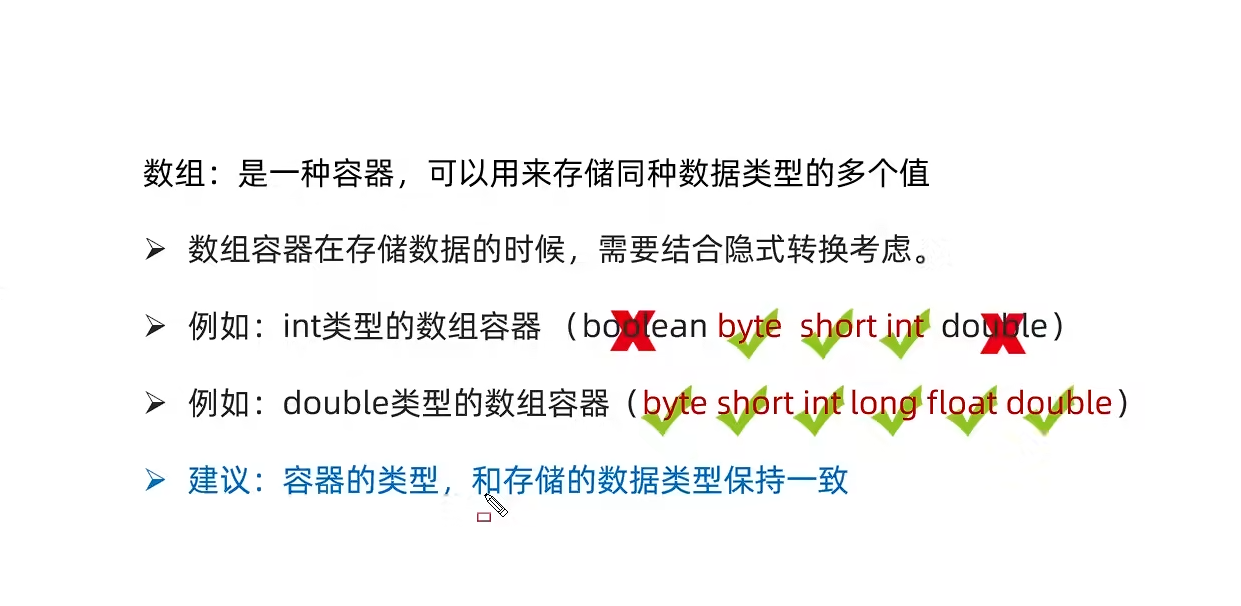 数组：是一种容器，可以用来存储同种数据类型的多个值
➢ 数组容器在存储数据的时候，需要结合隐式转换考虑。
➢ 例如：int类型的数组容器 （boolean byte short int double）
➢ 例如：double类型的数组容器（byte short int long float double）
➢ 建议：容器的类型，和存储的数据类型保持一致